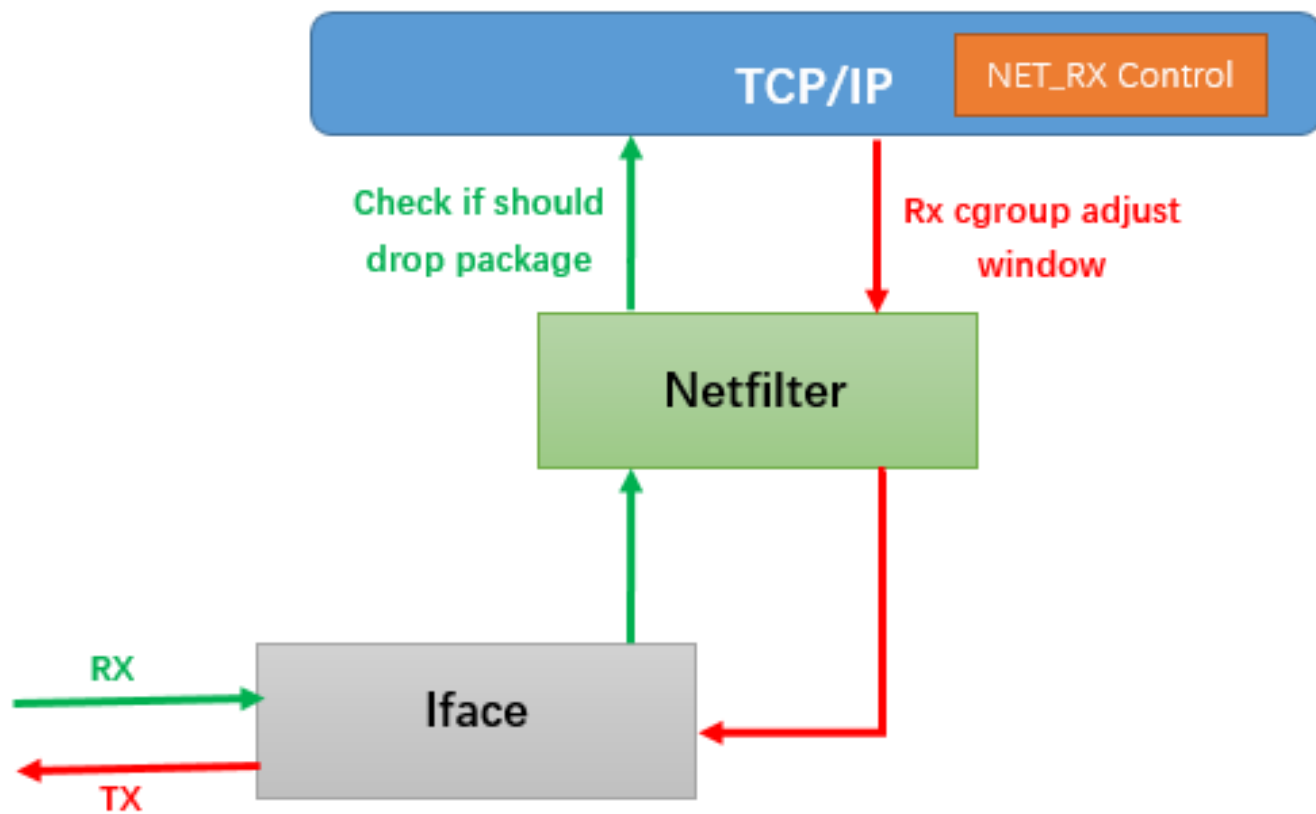 TCP/IP
NET_RX Control
Check if should
drop package
Rx cgroup adjust
window
Netfilter
RX
Iface
TX